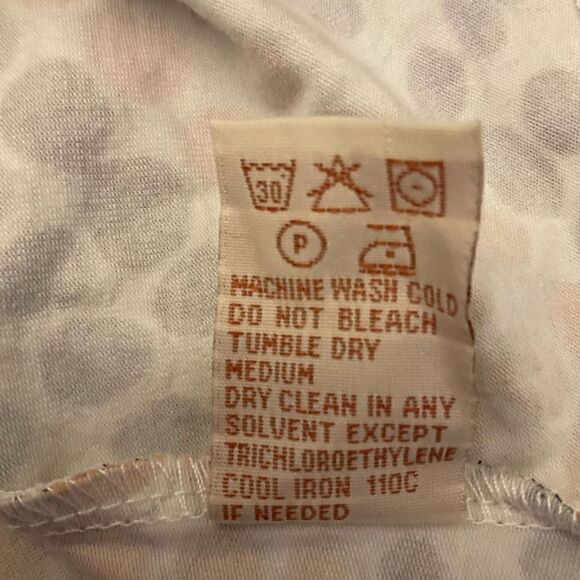 30
P
MACHINE WASH COLD
DO NOT BLEACH
TUMBLE DRY
MEDIUM
DRY CLEAN IN ANY
SOLVENT EXCEPT
TRICHLOROETHYLENE
COOL IRON 110C
IF NEEDED